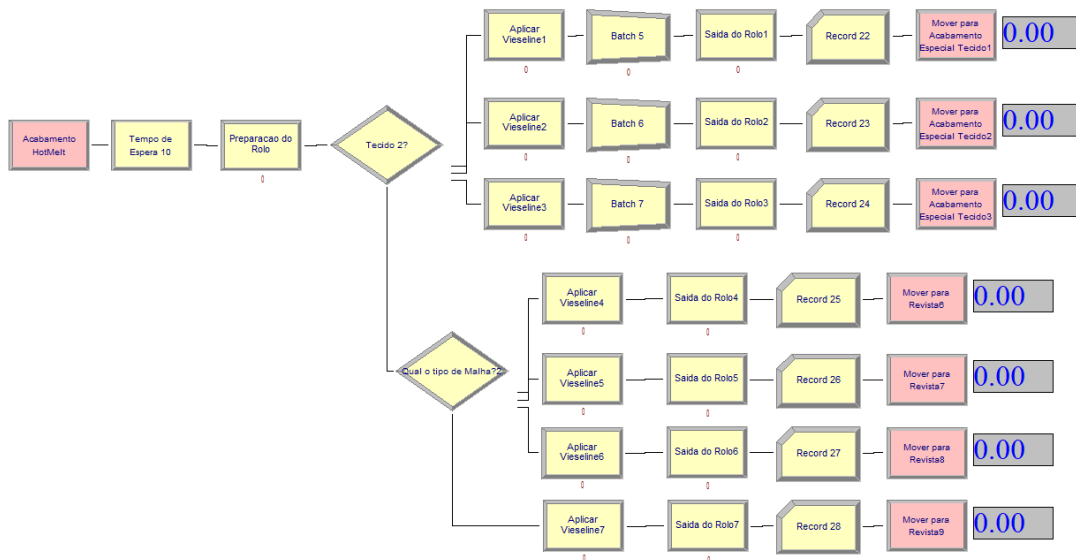 Aplicar
Vieseline1
0
Batch 5
0
Saida do Rolo1
0
Record 22
Mover para
Acabamento
Especial Tecido1
0.00
Aplicar
Vieseline2
0
Batch 6
0
Saida do Rolo2
0
Record 23
Mover para
Acabamento
Especial Tecido2
0.00
Acabamento
HotMelt
Tempo de
Espera 10
Preparacao do
Rolo
0
Tecido 2?
Aplicar
Vieseline3
0
Batch 7
0
Saida do Rolo3
0
Record 24
Mover para
Acabamento
Especial Tecido3
0.00
Aplicar
Vieseline4
0
Saida do Rolo4
0
Record 25
Mover para
Revista6
0.00
Qual o tipo de Malha?2
Aplicar
Vieseline5
0
Saida do Rolo5
0
Record 26
Mover para
Revista7
0.00
Aplicar
Vieseline6
0
Saida do Rolo6
0
Record 27
Mover para
Revista8
0.00
Aplicar
Vieseline7
0
Saida do Rolo7
0
Record 28
Mover para
Revista9
0.00